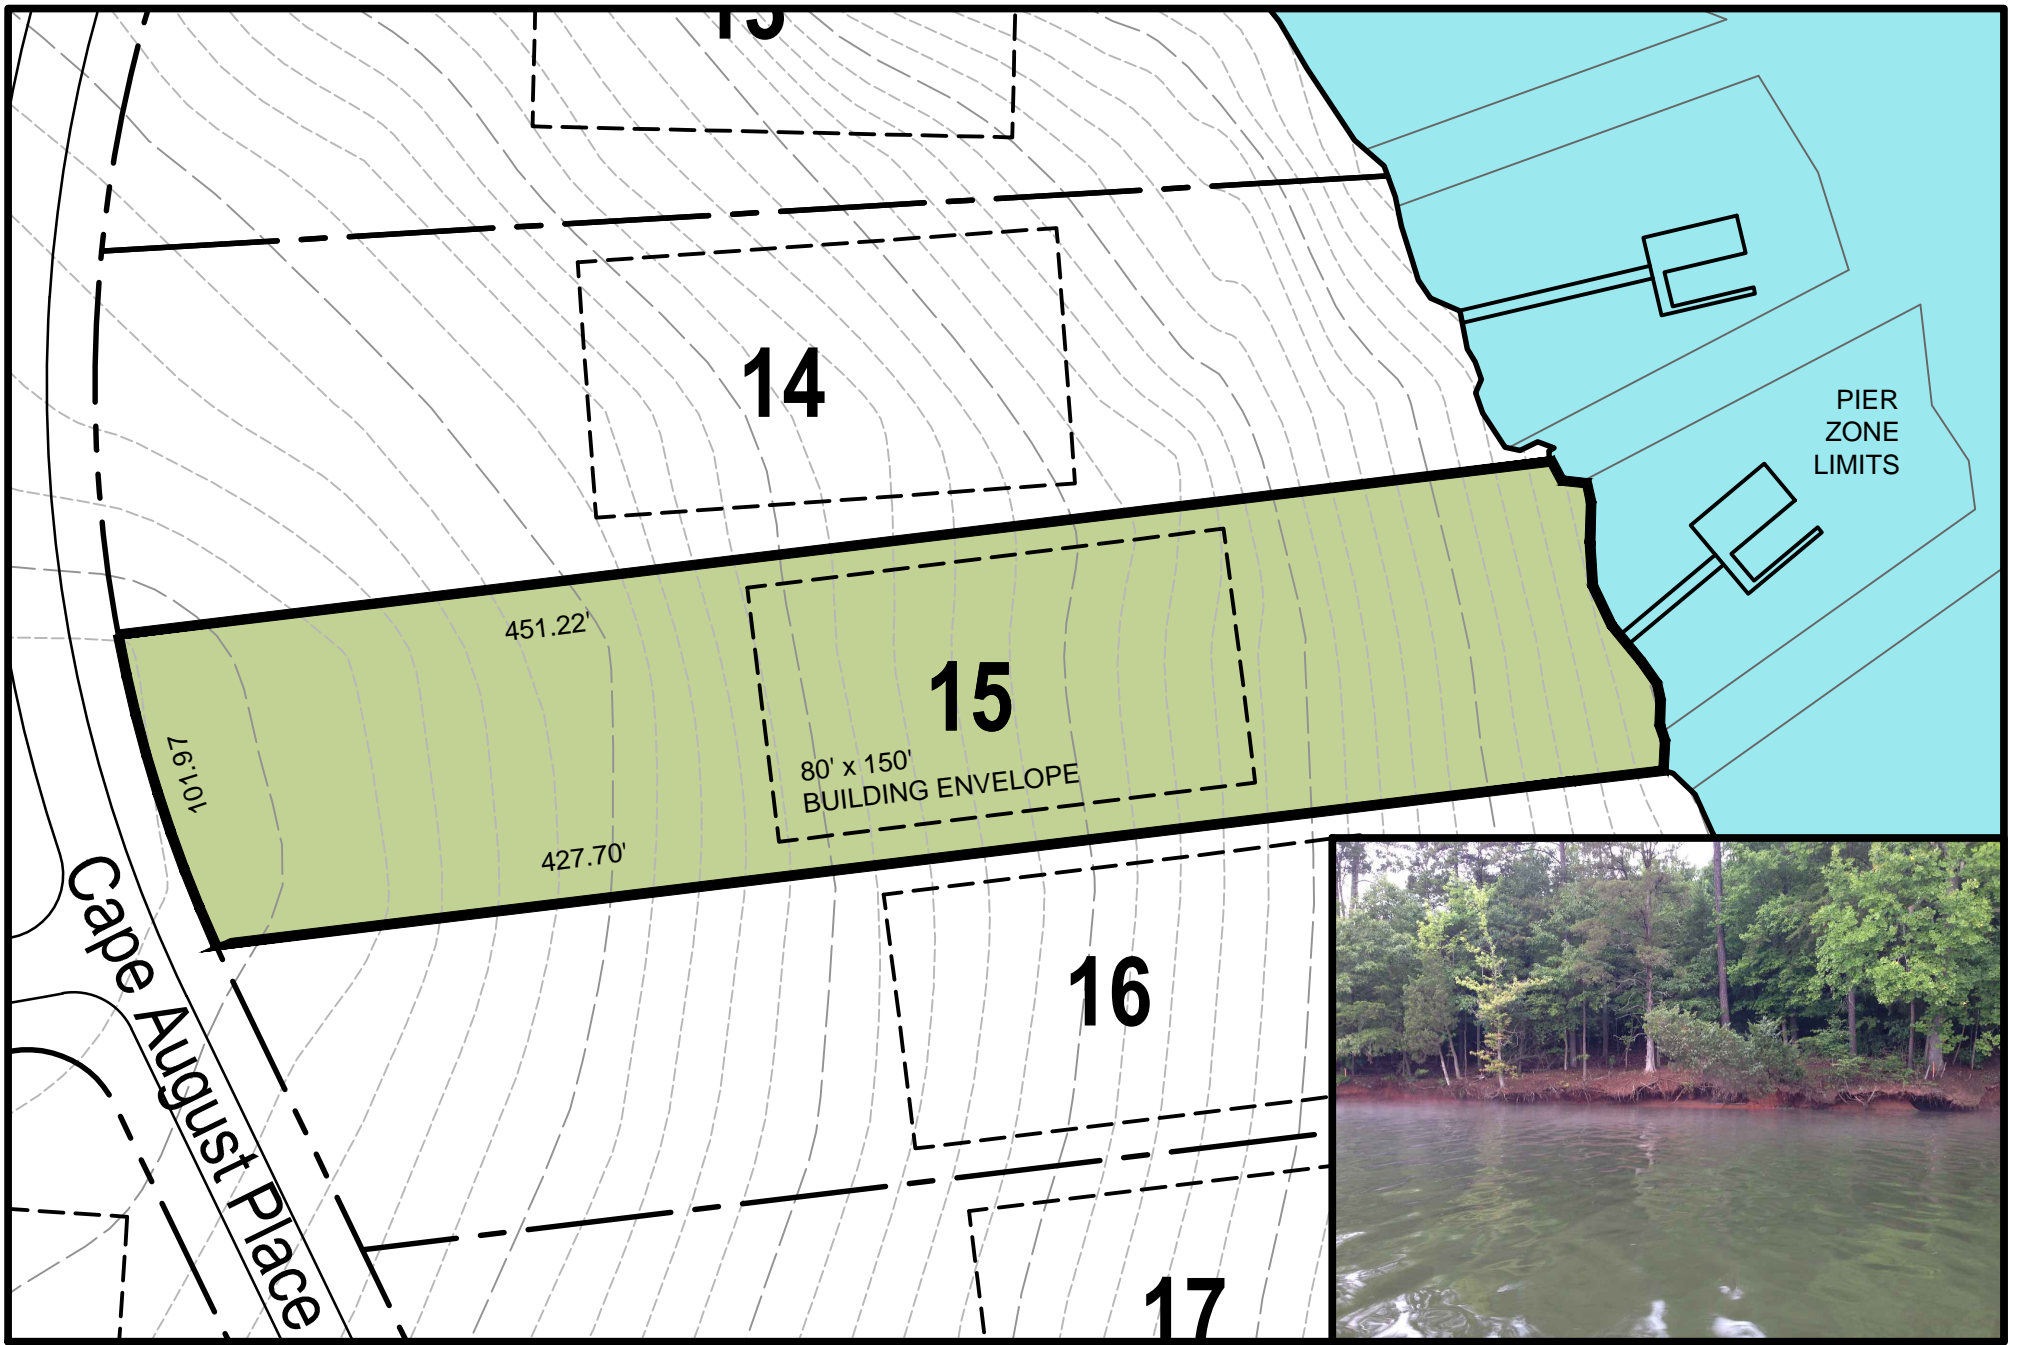 14
PIER
ZONE
LIMITS
451.22'
15
101.97
80' x 150'
BUILDING ENVELOPE
427.70'
Cape August Place
16
17